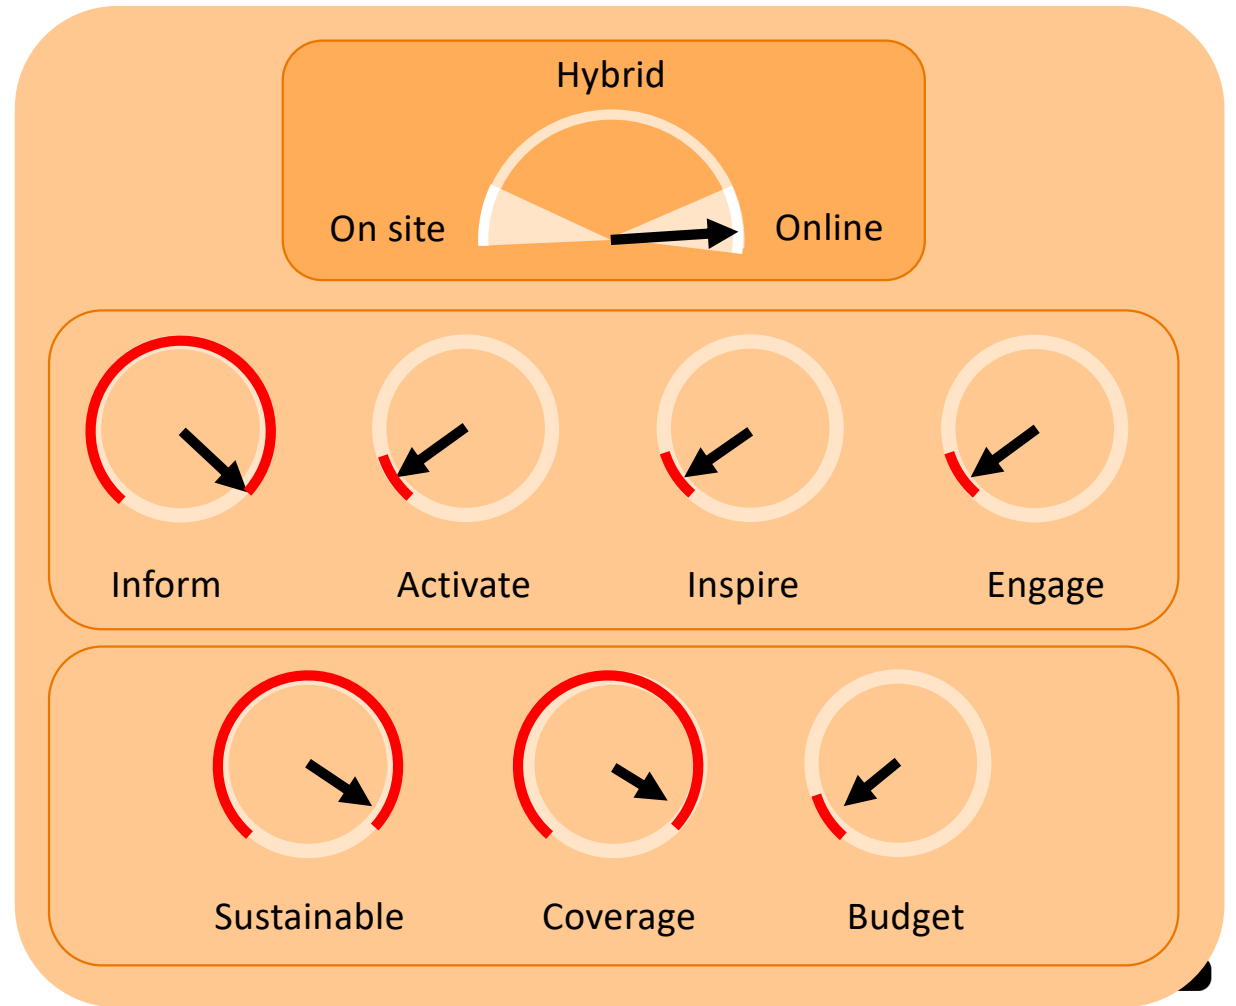 Hybrid
On site
Online
Inform
Activate
Inspire
Engage
Sustainable
Coverage
Budget